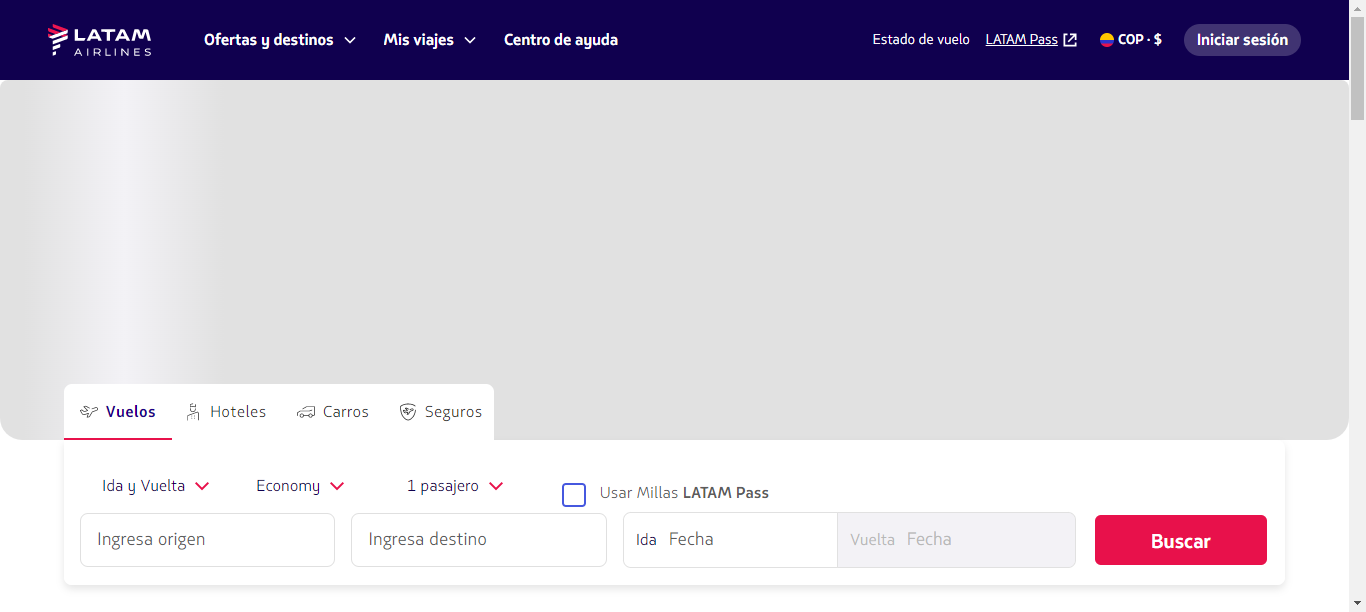 LATAM
AIRLINES
Ofertas y destinos
Mis viajes
Centro de ayuda
Estado de vuelo
LATAM Pass
COP · $
Iniciar sesión
Vuelos
Hoteles
Carros
Seguros
Ida y Vuelta
Economy
1 pasajero
Usar Millas LATAM Pass
Ingresa origen
Ingresa destino
Ida Fecha
Vuelta Fecha
Buscar